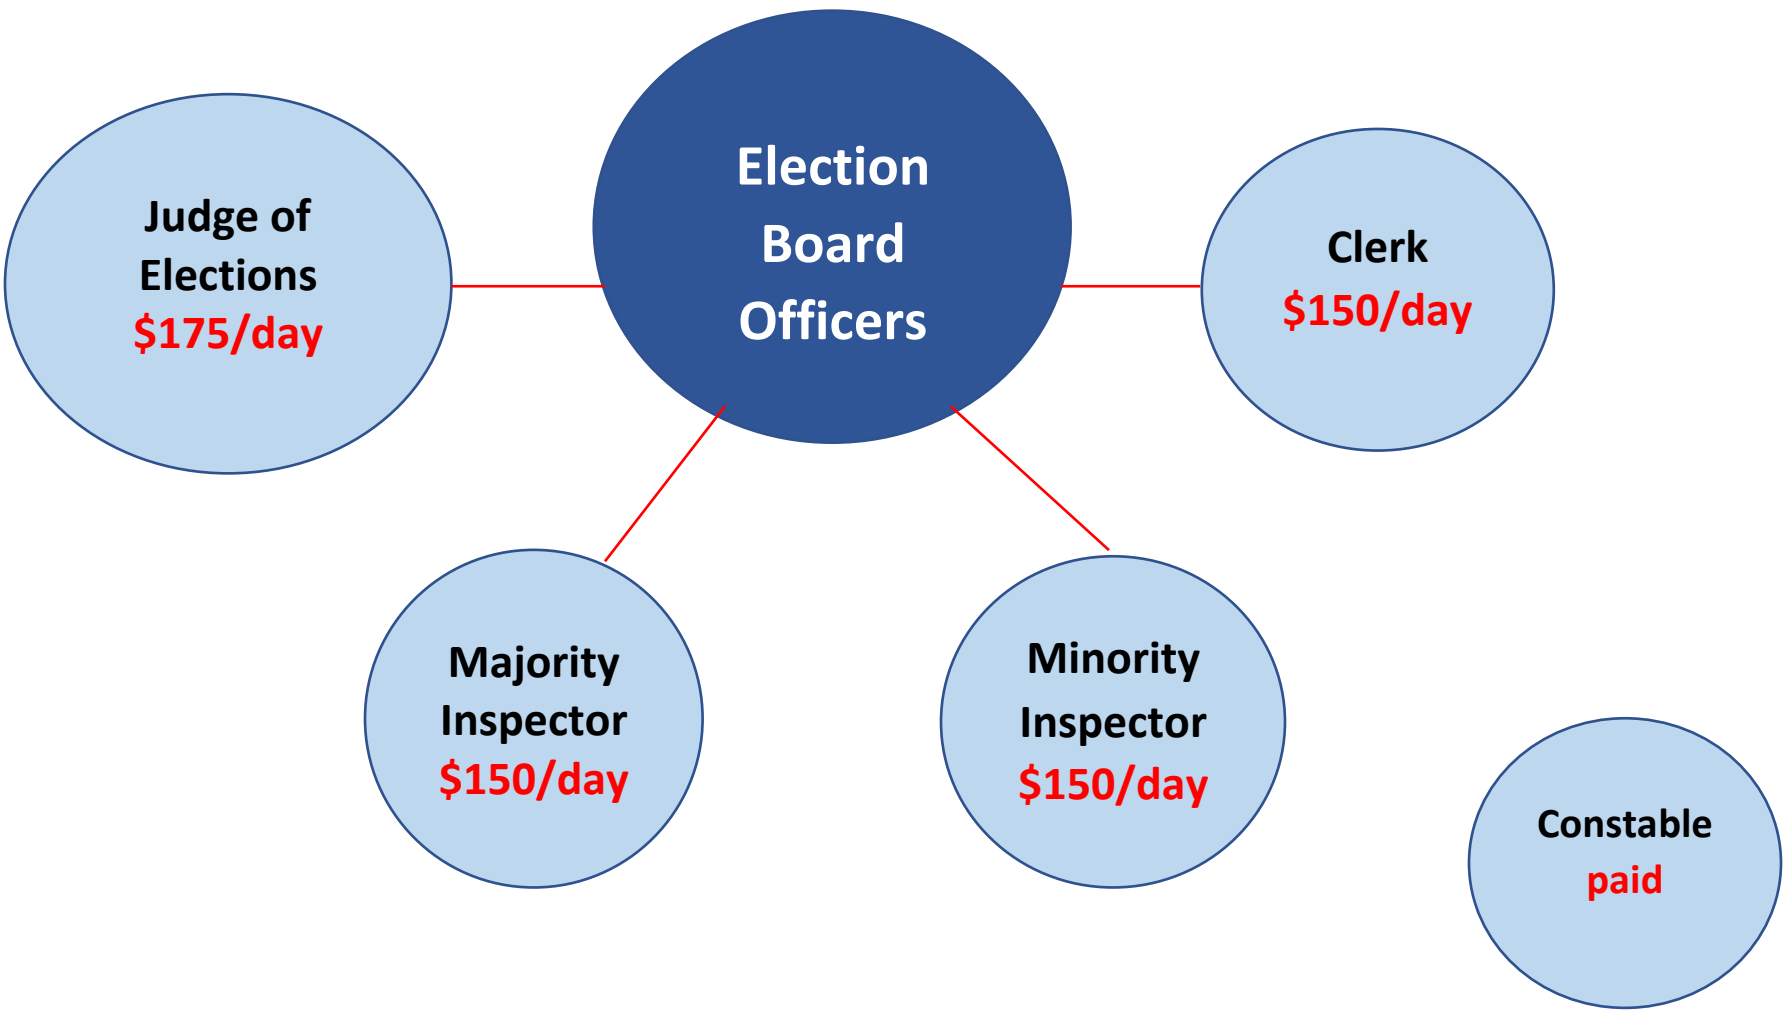 Election
Board
Officers
Judge of
Elections
$175/day
Clerk
$150/day
Majority
Inspector
$150/day
Minority
Inspector
$150/day
Constable
paid